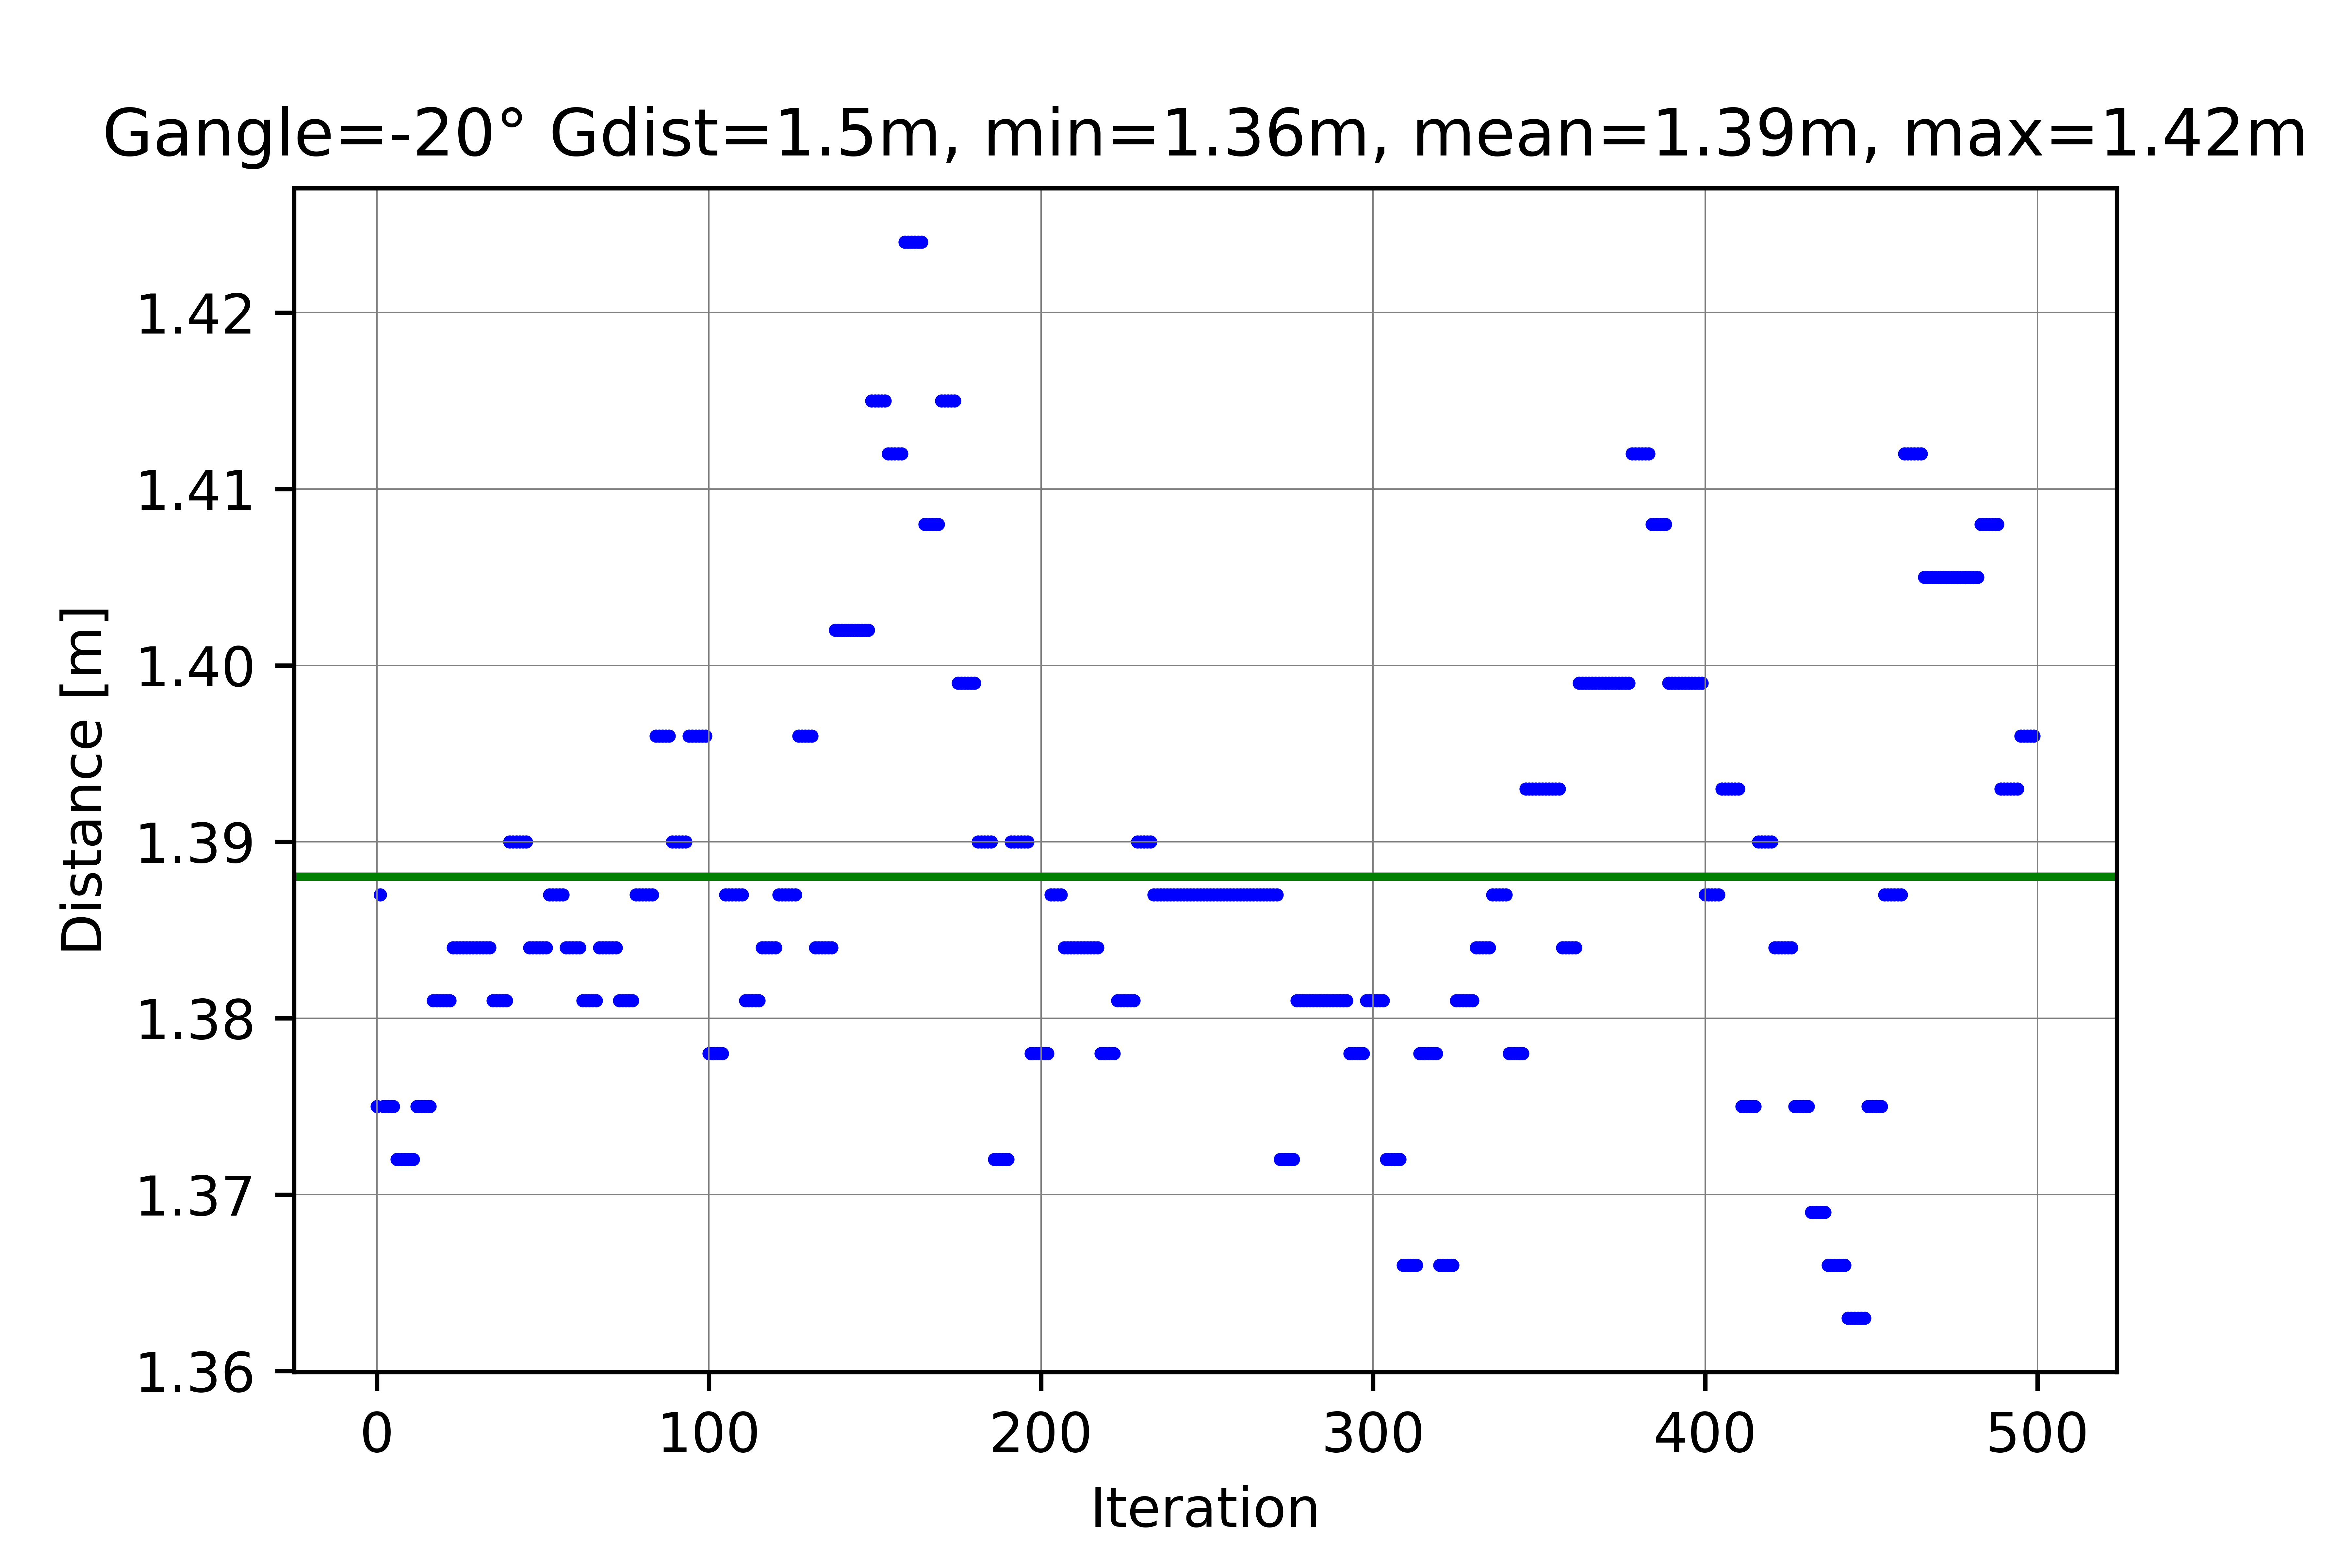 Gangle=-20° Gdist=1.5m, min=1.36m, mean=1.39m, max=1.42m
1.42
1.41
1.40
1.39
1.38
1.37
1.36
Distance [m]
0 100 200 300 400 500
Iteration